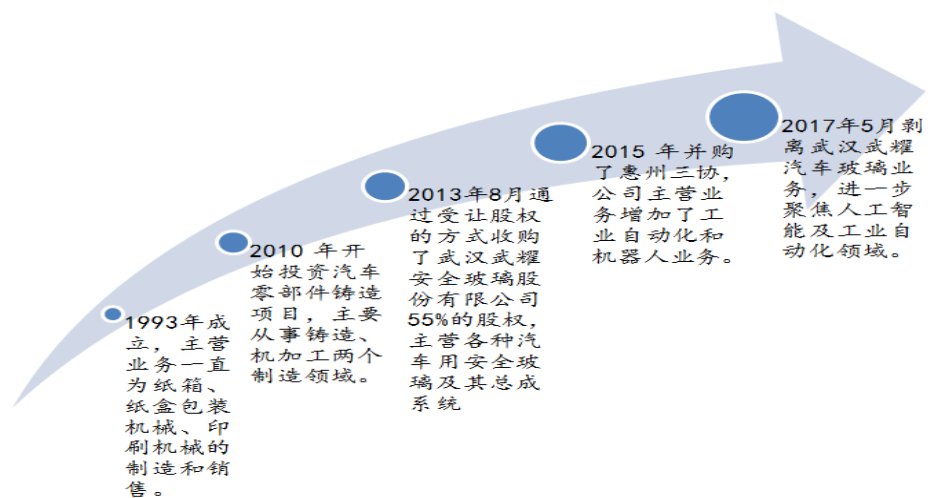 1993年成
立，主营
业务一直
为纸箱、
纸盒包装
机械、印
刷机械的
制造和销
售。
2010 年开
始投资汽车
零部件铸造
项目，主要
从事铸造、
机加工两个
制造领域。
2013年8月通
过受让股权
的方式收购
了武汉武耀
安全玻璃股
份有限公司
55%的股权，
主营各种汽
车用安全玻
璃及其总成
系统
2015 年并购
了惠州三协，
公司主营业
务增加了工
业自动化和
机器人业务。
2017年5月剥
离武汉武耀
汽车玻璃业
务，进一步
聚焦人工智
能及工业自
动化领域。